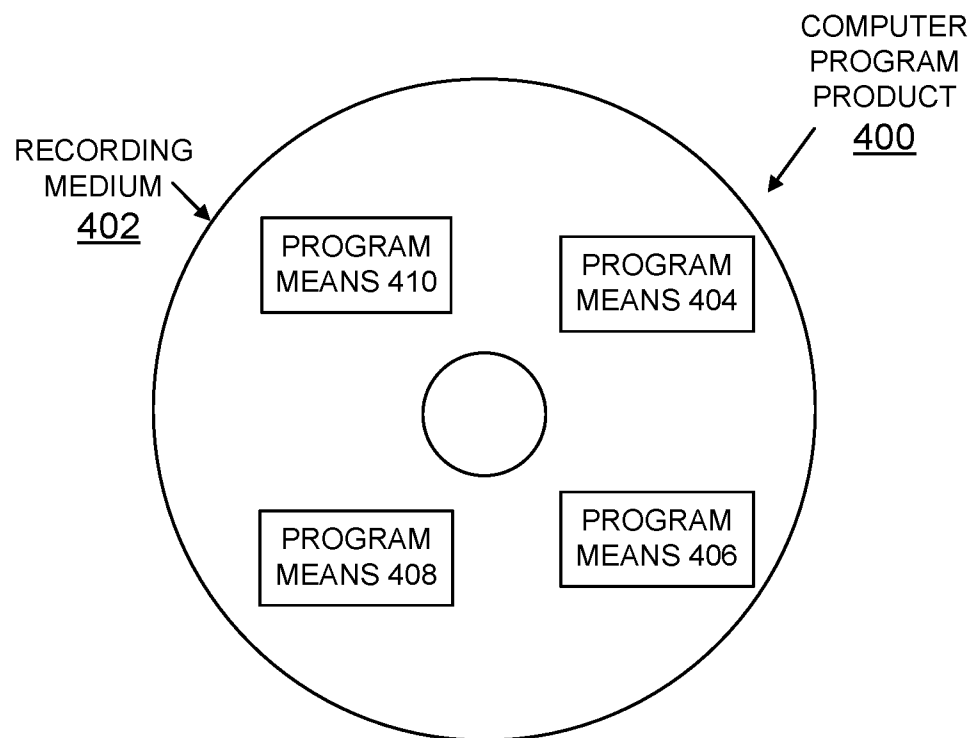 COMPUTER
PROGRAM
PRODUCT
400
RECORDING
MEDIUM
402
PROGRAM
MEANS 410
PROGRAM
MEANS 404
PROGRAM
MEANS 408
PROGRAM
MEANS 406